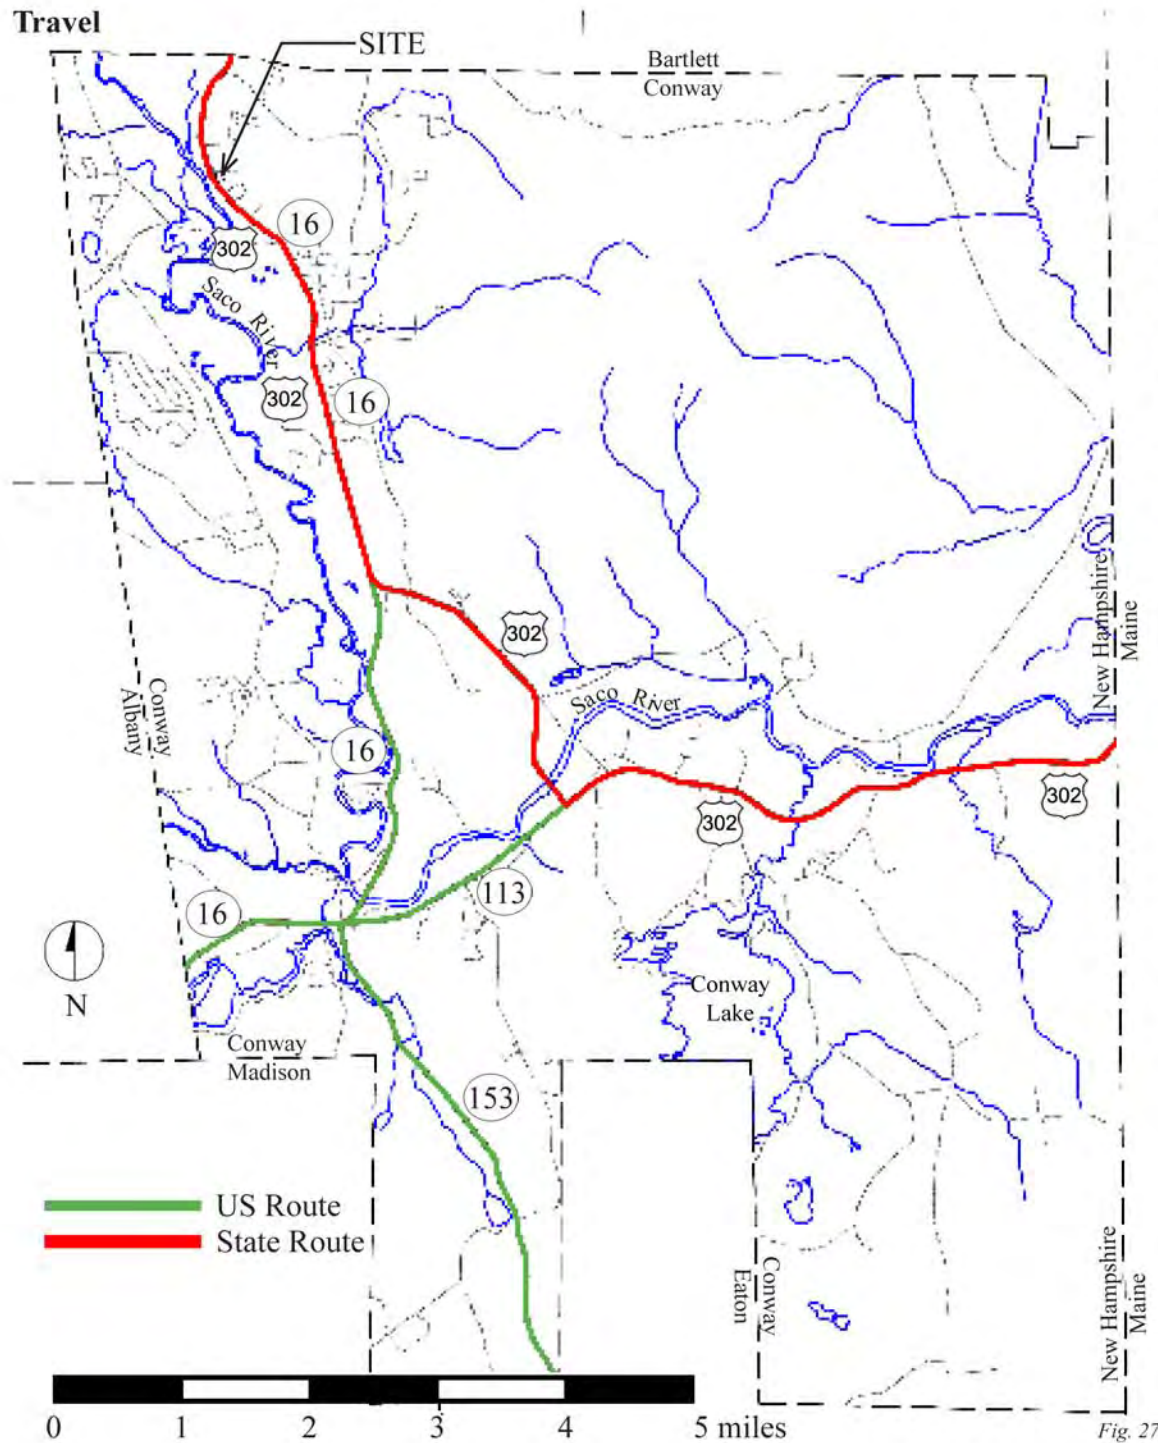 Travel
SITE
Bartlett
Conway
16
302
Saco River
302
16
302
New Hampshire
Maine
Saco River
Conway
Albany
16
302
302
113
16
N
Conway
Lake
Conway
Madison
153
US Route
State Route
Conway
Eaton
New Hampshire
Maine
0 1 2 3 4 5 miles
Fig. 27